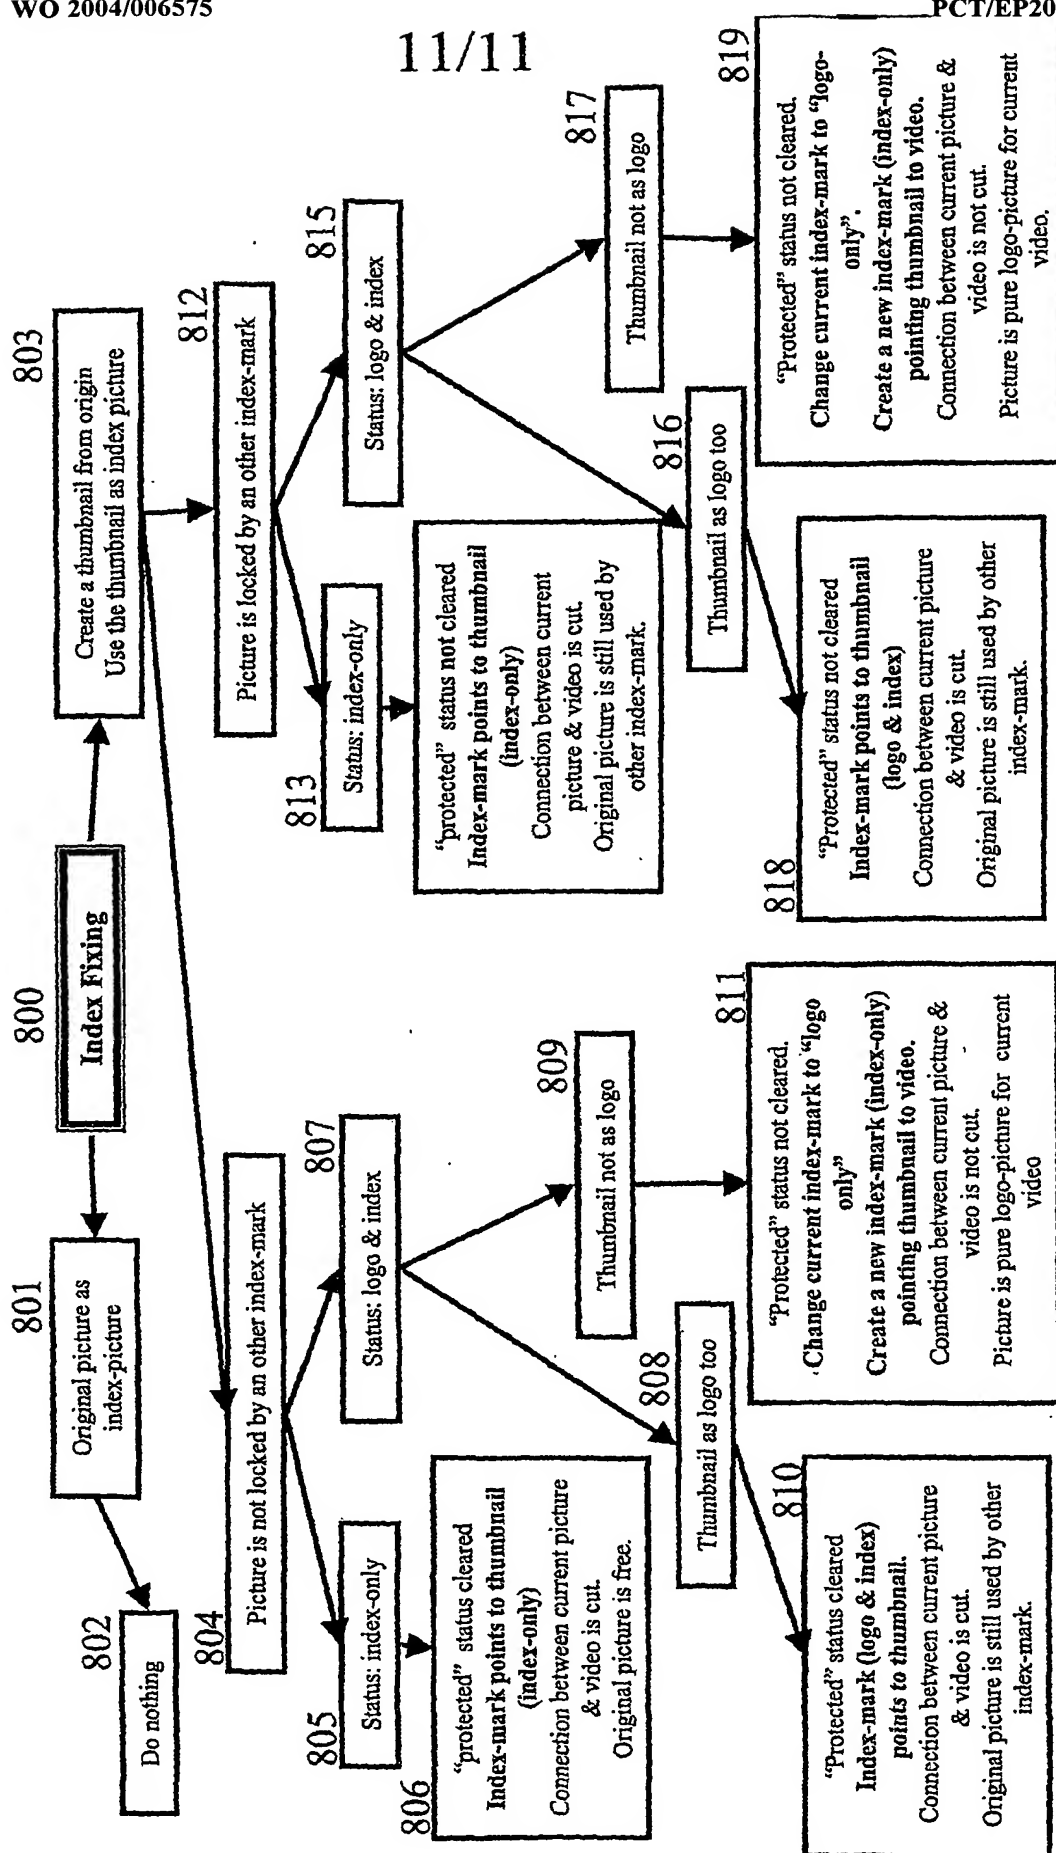 WO 2004/006575
PCT/EP20
11/11
800
Index Fixing
801
Original picture as
index-picture
802
Do nothing
803
Create a thumbnail from origin
Use the thumbnail as index picture
804
Picture is not locked by an other index-mark
805
Status: index-only
806
“protected” status cleared
Index-mark points to thumbnail
(index-only)
Connection between current picture
& video is cut.
Original picture is free.
807
Status: logo & index
808
Thumbnail as logo too
809
Thumbnail not as logo
810
“Protected” status cleared
Index-mark (logo & index)
points to thumbnail.
Connection between current picture
& video is cut.
Original picture is still used by other
index-mark.
811
“Protected” status not cleared.
Change current index-mark to “logo
only”
Create a new index-mark (index-only)
pointing thumbnail to video.
Connection between current picture &
video is not cut.
Picture is pure logo-picture for current
video
812
Picture is locked by an other index-mark
813
Status: index-only
“protected” status not cleared
Index-mark points to thumbnail
(index-only)
Connection between current
picture & video is cut.
Original picture is still used by
other index-mark.
815
Status: logo & index
816
Thumbnail as logo too
817
Thumbnail not as logo
818
“Protected” status not cleared
Index-mark points to thumbnail
(logo & index)
Connection between current picture
& video is cut.
Original picture is still used by other
index-mark.
819
“Protected” status not cleared.
Change current index-mark to “logo-
only”.
Create a new index-mark (index-only)
pointing thumbnail to video.
Connection between current picture &
video is not cut.
Picture is pure logo-picture for current
video.